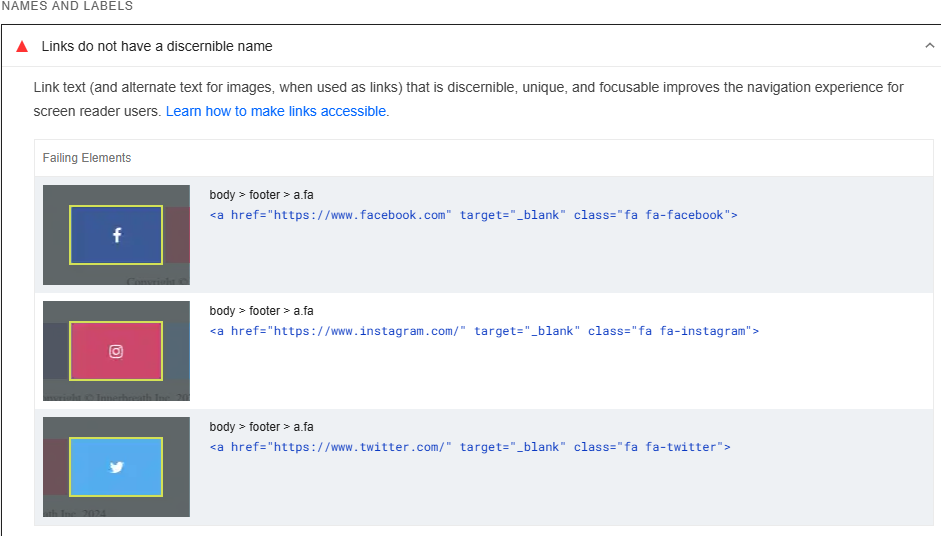 NAMES AND LABELS
Links do not have a discernible name
Link text (and alternate text for images, when used as links) that is discernible, unique, and focusable improves the navigation experience for
screen reader users. Learn how to make links accessible.
Failing Elements
body > footer > a.fa
<a href="https://www.facebook.com" target="_blank" class="fa fa-facebook">
Copyright ©
body > footer > a.fa
<a href="https://www.instagram.com/" target="_blank" class="fa fa-instagram">
© Interbreath Inc. 202
body > footer > a.fa
<a href="https://www.twitter.com/" target="_blank" class="fa fa-twitter">
Inc. 2024